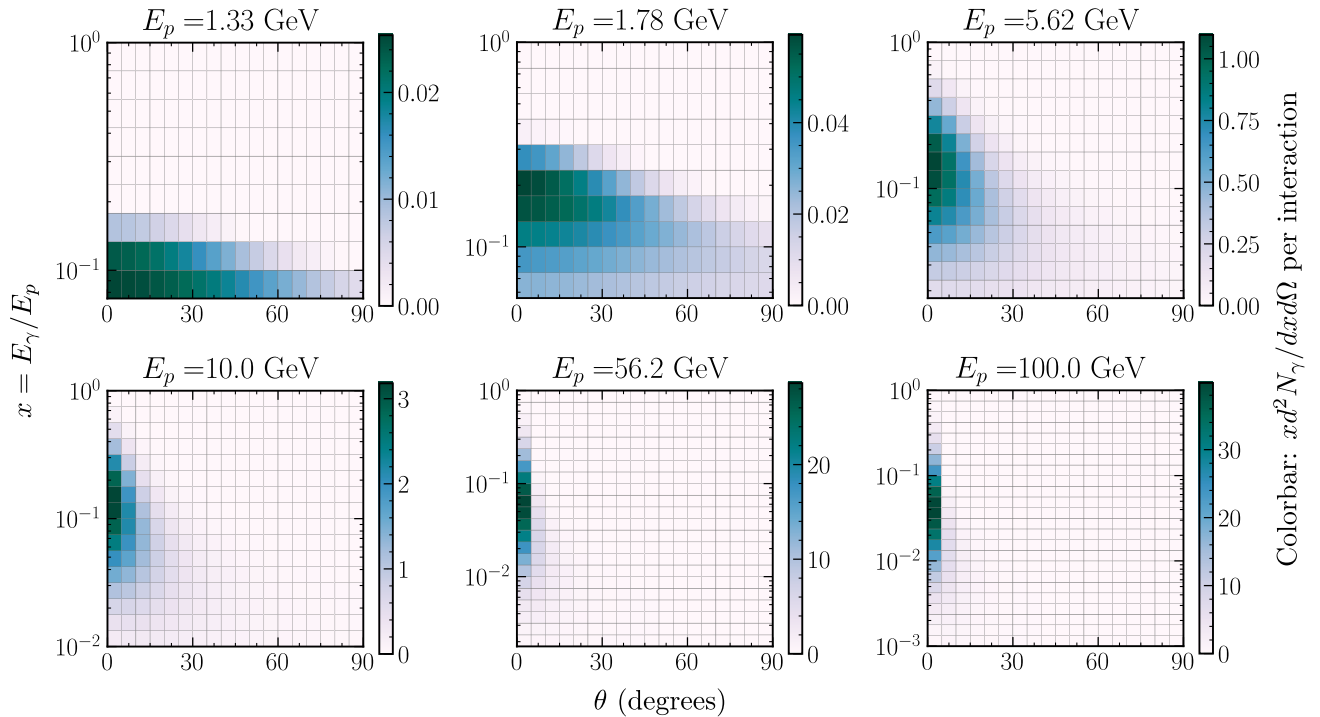 E_p =1.33 GeV
E_p =1.78 GeV
E_p =5.62 GeV
10^0
10^-1
0 30 60 90
0.02
0.01
0.00
10^0
10^-1
0 30 60 90
0.04
0.02
0.00
10^0
10^-1
0 30 60 90
1.00
0.75
0.50
0.25
0.00
E_p =10.0 GeV
E_p =56.2 GeV
E_p =100.0 GeV
10^0
10^-1
10^-2
0 30 60 90
3
2
1
0
10^0
10^-1
10^-2
0 30 60 90
20
10
0
10^0
10^-1
10^-2
10^-3
0 30 60 90
30
20
10
0
x = E_γ/E_p
θ (degrees)
Colorbar: xd^2 N_γ/dxdΩ per interaction